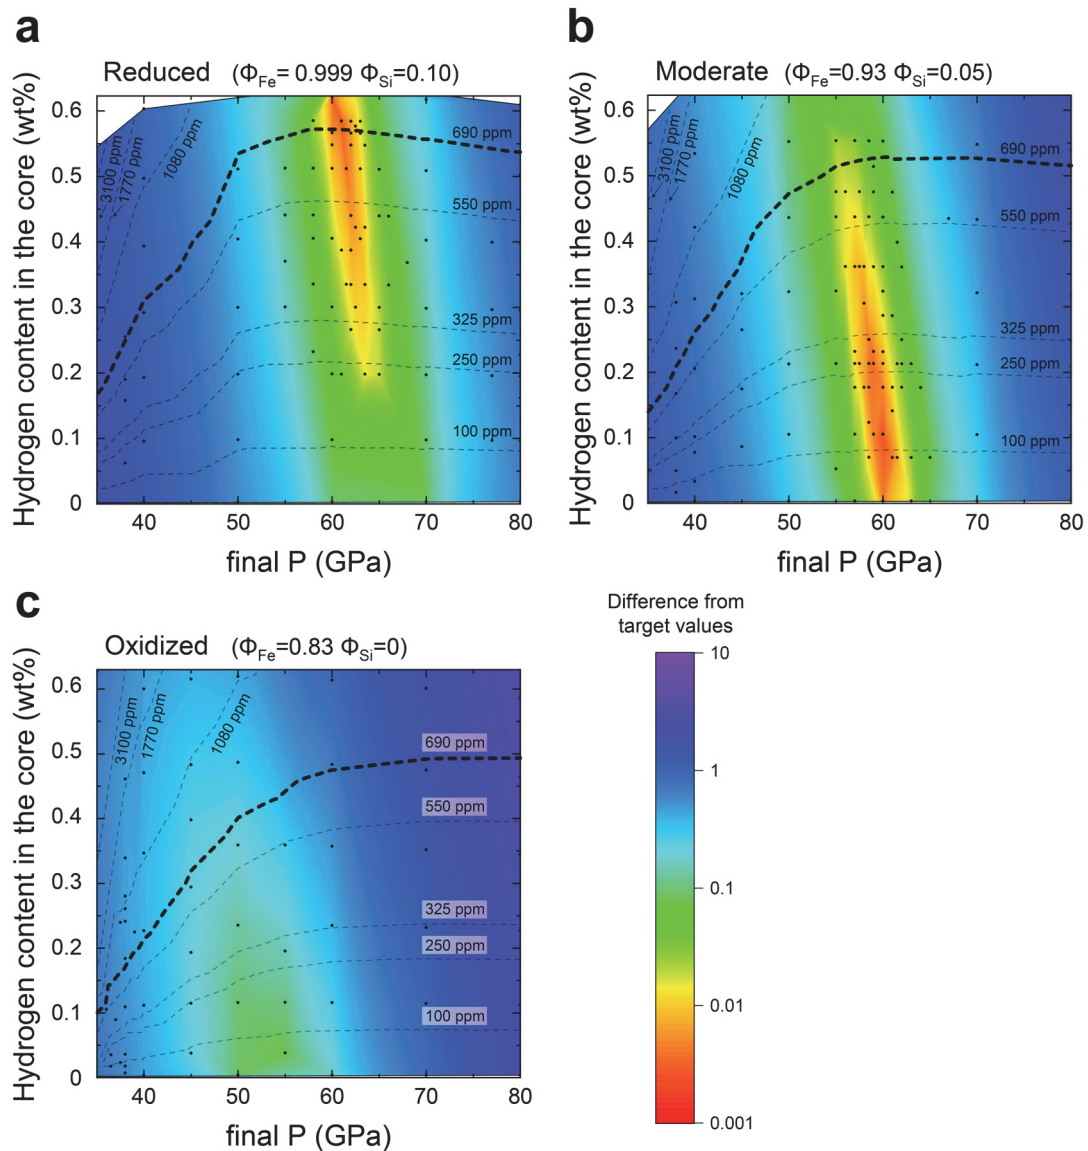 a
Reduced (ΦFe= 0.999 ΦSi=0.10)
Hydrogen content in the core (wt%)
0.6
0.5
0.4
0.3
0.2
0.1
0
3100 ppm
1770 ppm
1080 ppm
690 ppm
550 ppm
325 ppm
250 ppm
100 ppm
40 50 60 70 80
final P (GPa)
b
Moderate (ΦFe=0.93 ΦSi=0.05)
Hydrogen content in the core (wt%)
0.6
0.5
0.4
0.3
0.2
0.1
0
3100 ppm
1770 ppm
1080 ppm
690 ppm
550 ppm
325 ppm
250 ppm
100 ppm
40 50 60 70 80
final P (GPa)
c
Oxidized (ΦFe=0.83 ΦSi=0)
Hydrogen content in the core (wt%)
0.6
0.5
0.4
0.3
0.2
0.1
0
3100 ppm
1770 ppm
1080 ppm
690 ppm
550 ppm
325 ppm
250 ppm
100 ppm
40 50 60 70 80
final P (GPa)
Difference from
target values
10
1
0.1
0.01
0.001